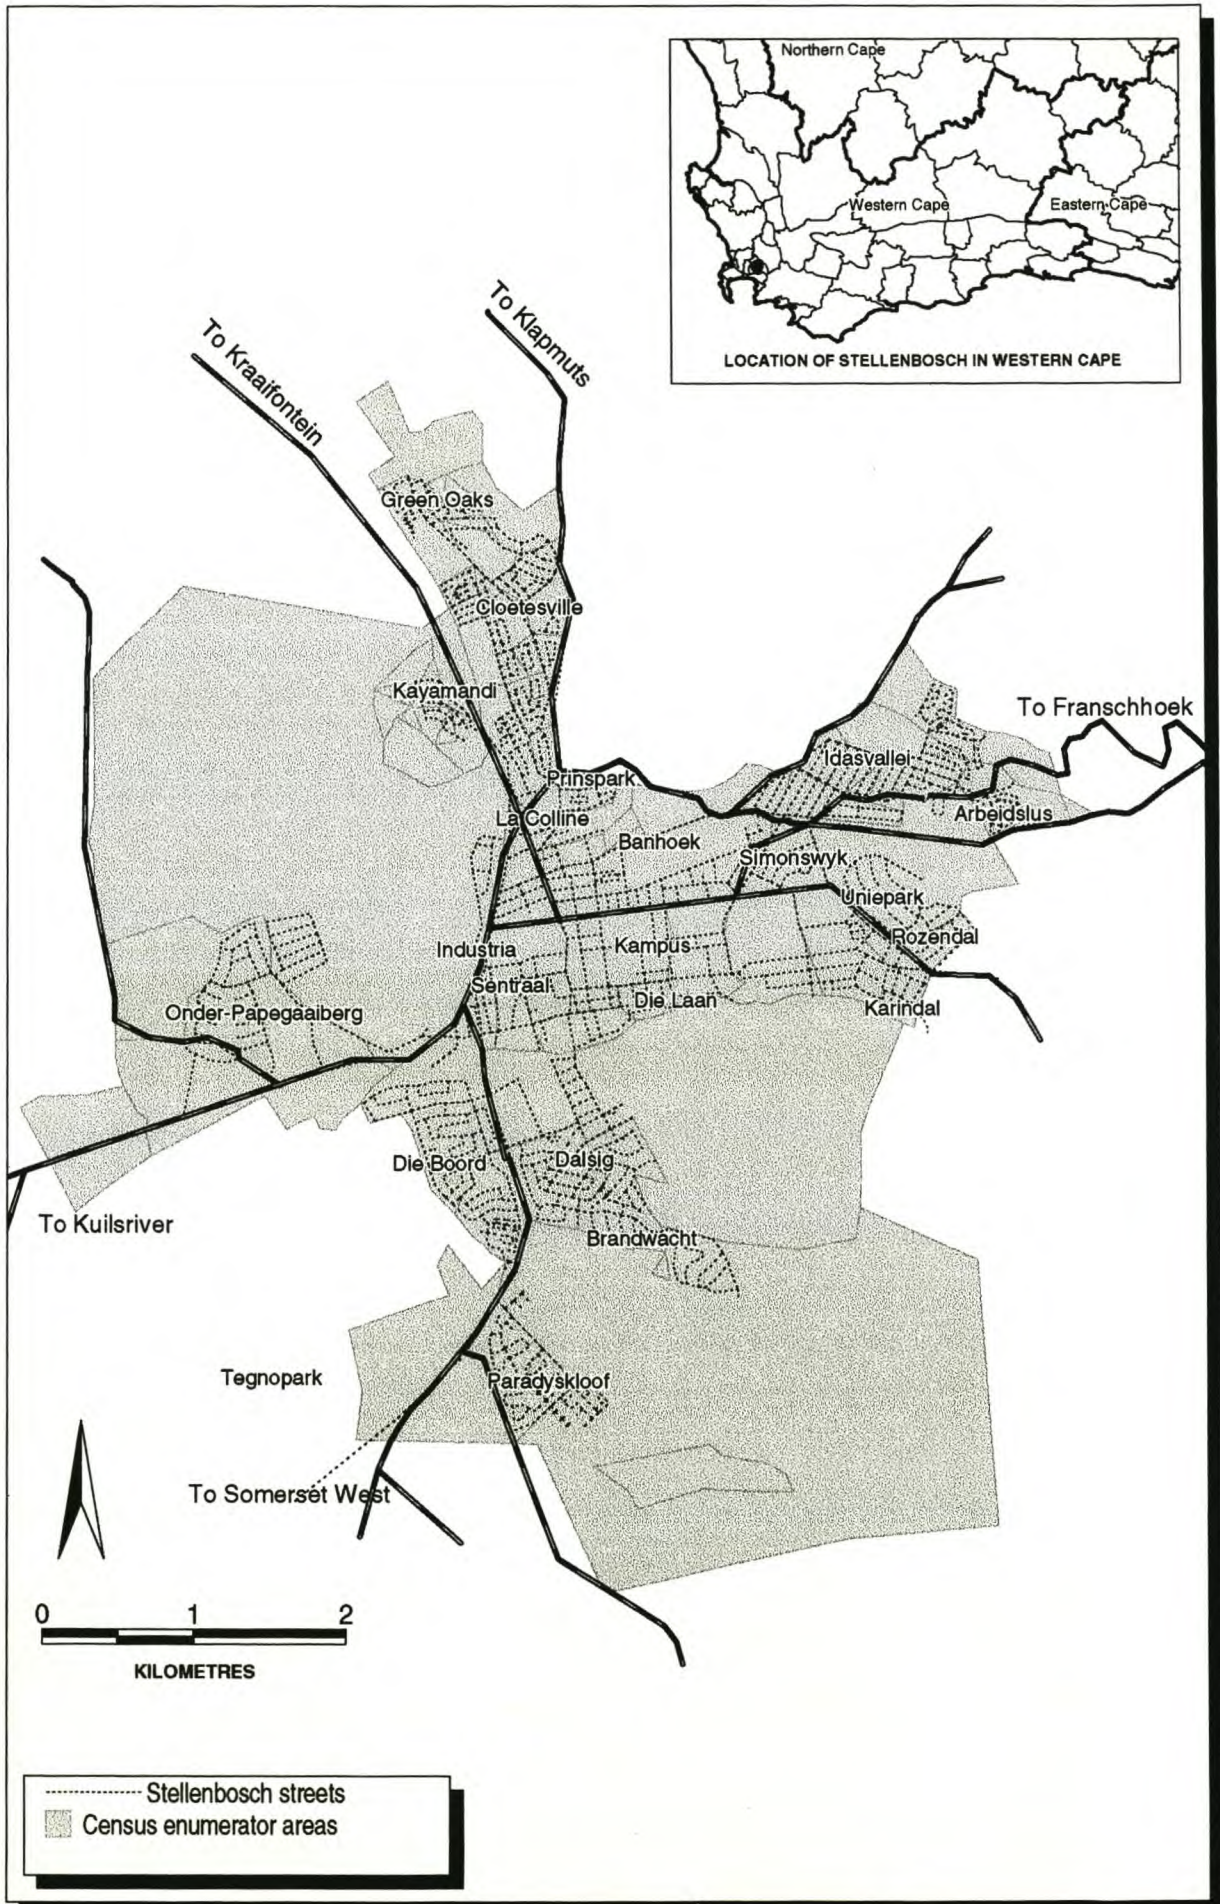 Northern Cape
Western Cape
Eastern Cape
LOCATION OF STELLENBOSCH IN WESTERN CAPE
To Klapmuts
To Kraaifontein
Green Oaks
Cloetesville
Kayamandi
To Franschhoek
Idasvallei
Prinspark
Arbeidslus
La Colline
Banhoek
Simonswyk
Uniepark
Rozendal
Industria
Kampus
Sentraal
Die Laan
Karindal
Onder-Papegaaiberg
Die Boord
Dalsig
To Kuilsriver
Brandwacht
Tegnopark
Paradyskloof
To Somerset West
0 1 2
KILOMETRES
Stellenbosch streets
Census enumerator areas